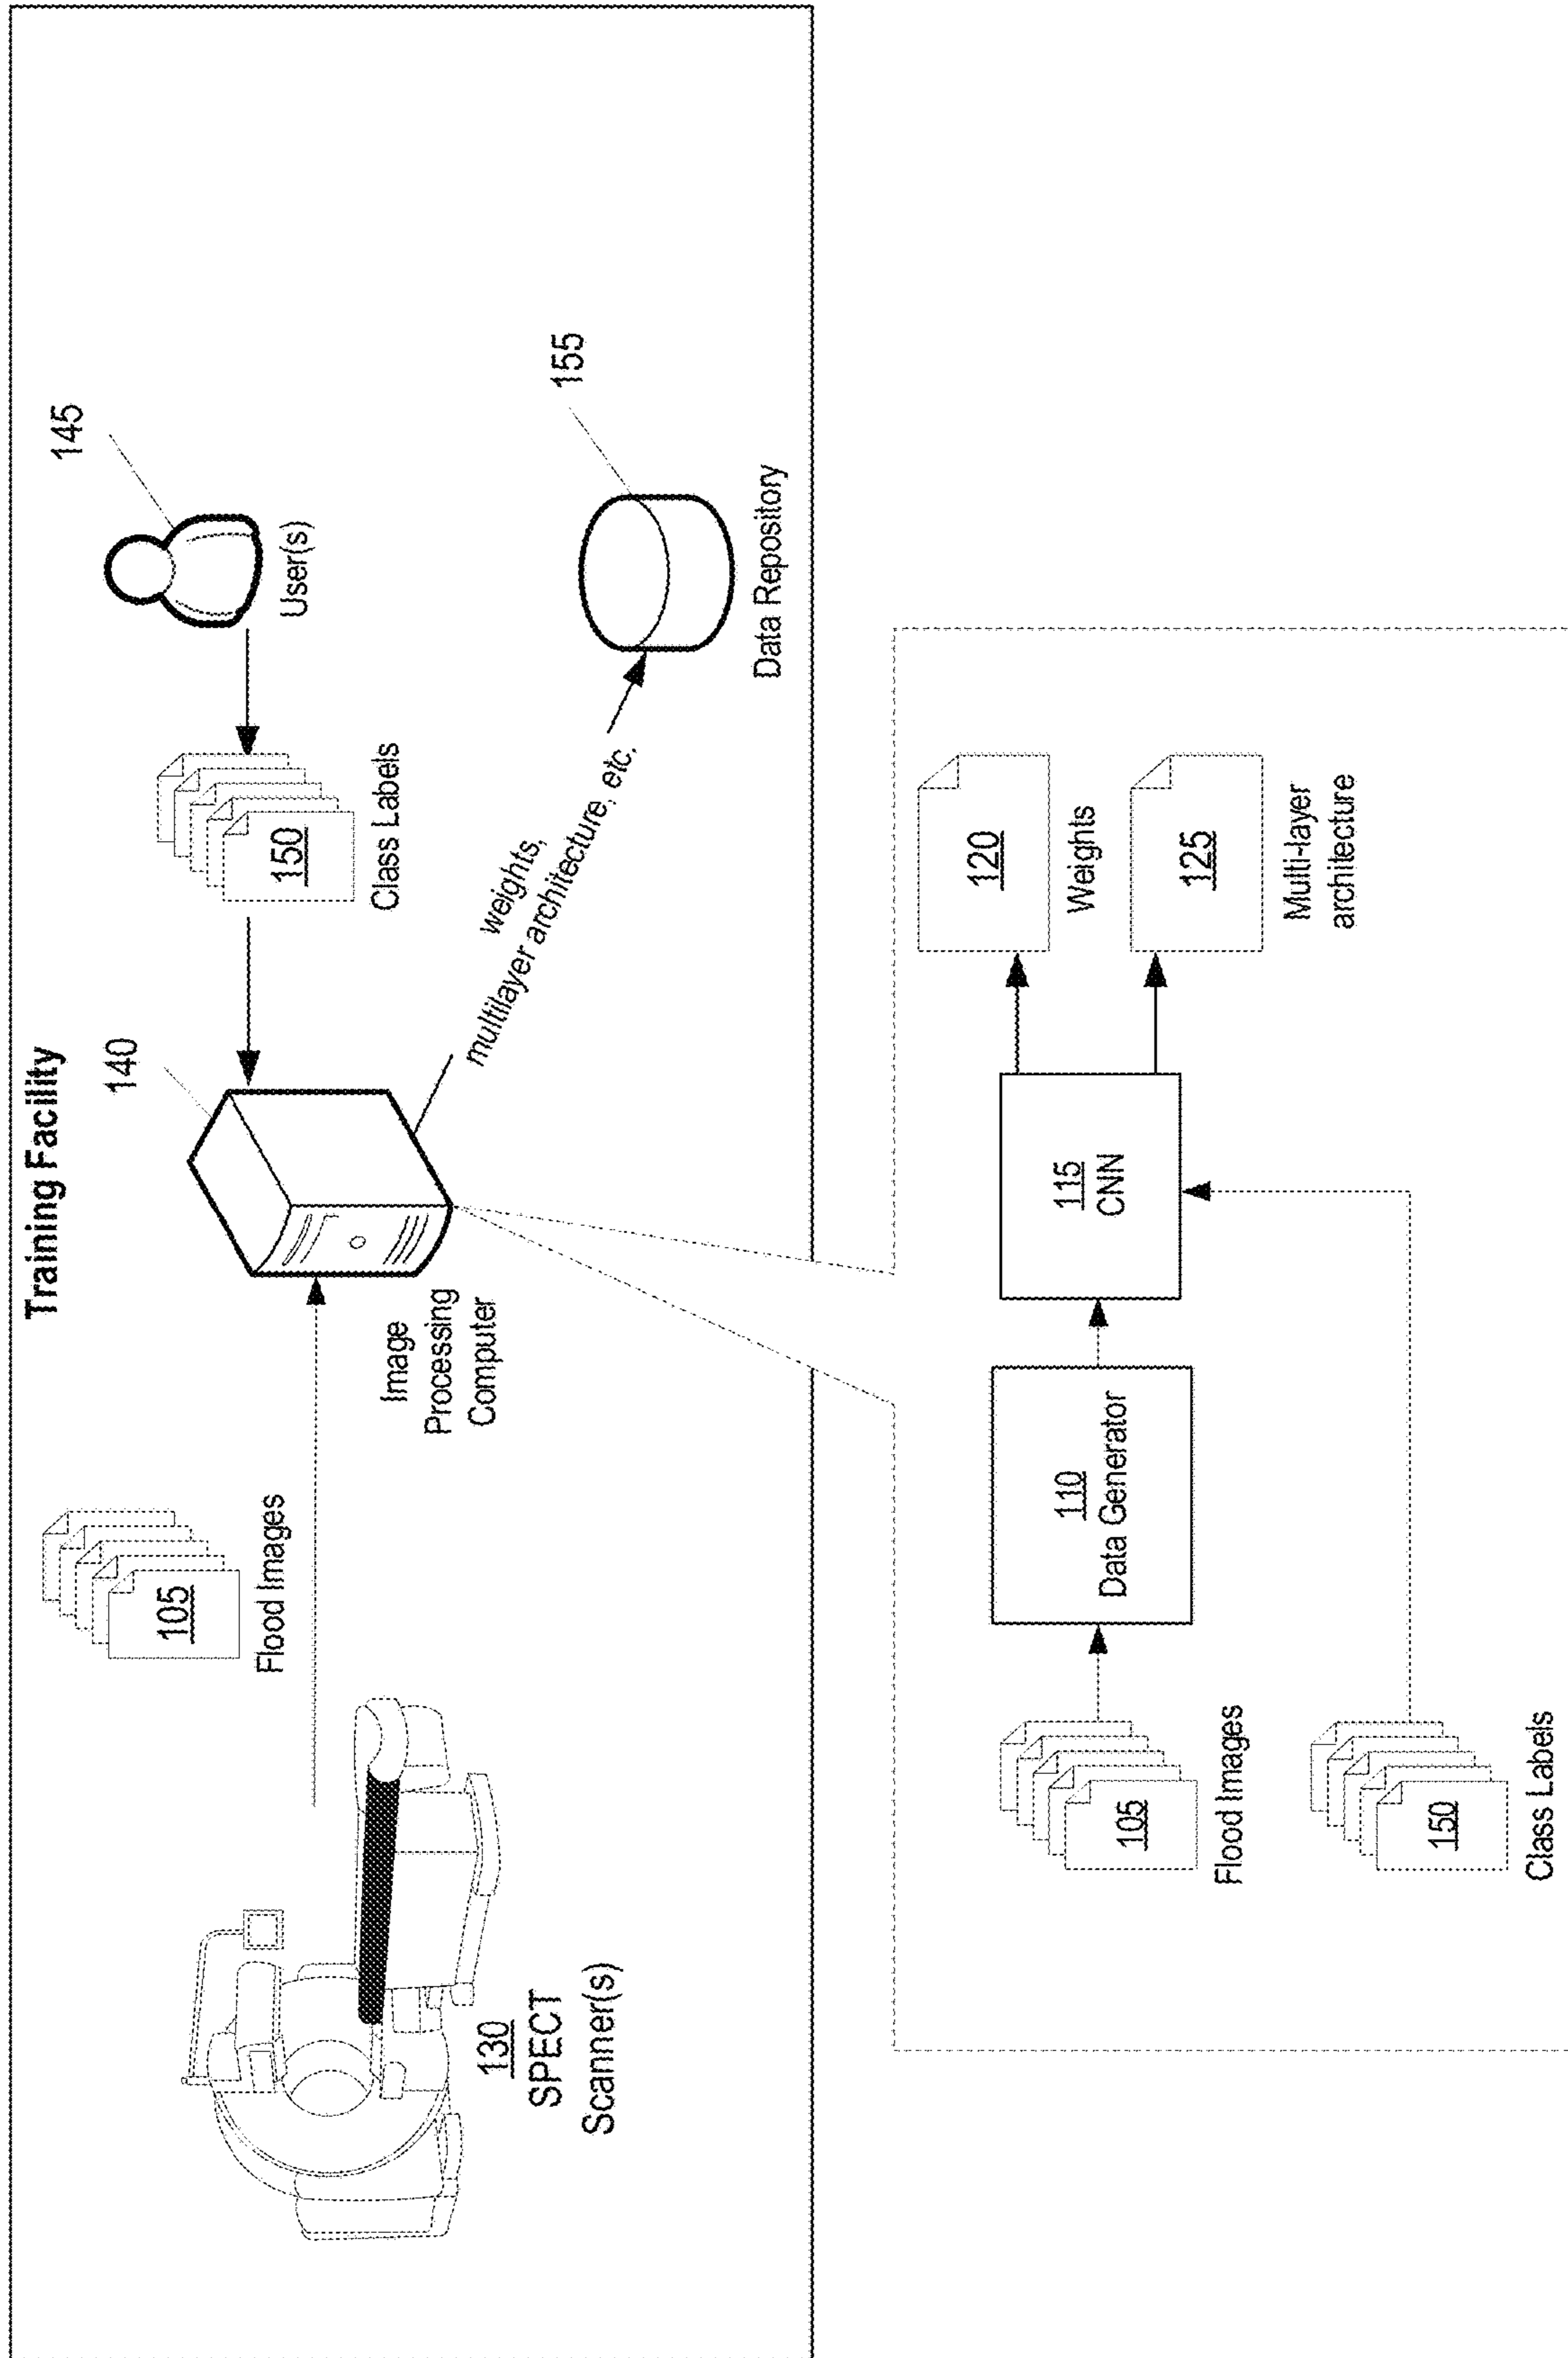 Training Facility
105
Flood Images
130
SPECT
Scanner(s)
140
Image
Processing
Computer
150
Class Labels
145
User(s)
weights,
multilayer architecture, etc.
155
Data Repository
105
Flood Images
150
Class Labels
110
Data Generator
115
CNN
120
Weights
125
Multi-layer
architecture